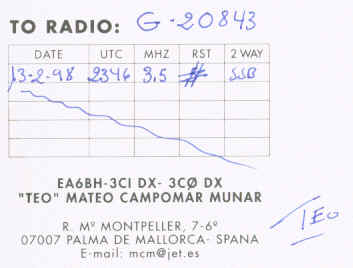 TO RADIO: G-20843
DATE UTC MHZ RST 2 WAY
13-2-98 2346 3,5 # SSB
EA6BH-3CI DX- 3CØ DX
"TEO" MATEO CAMPOMAR MUNAR
R. Mº MONTPELLER, 7-6º
07007 PALMA DE MALLORCA- SPANA
E-mail: mcm@jet.es
TEO